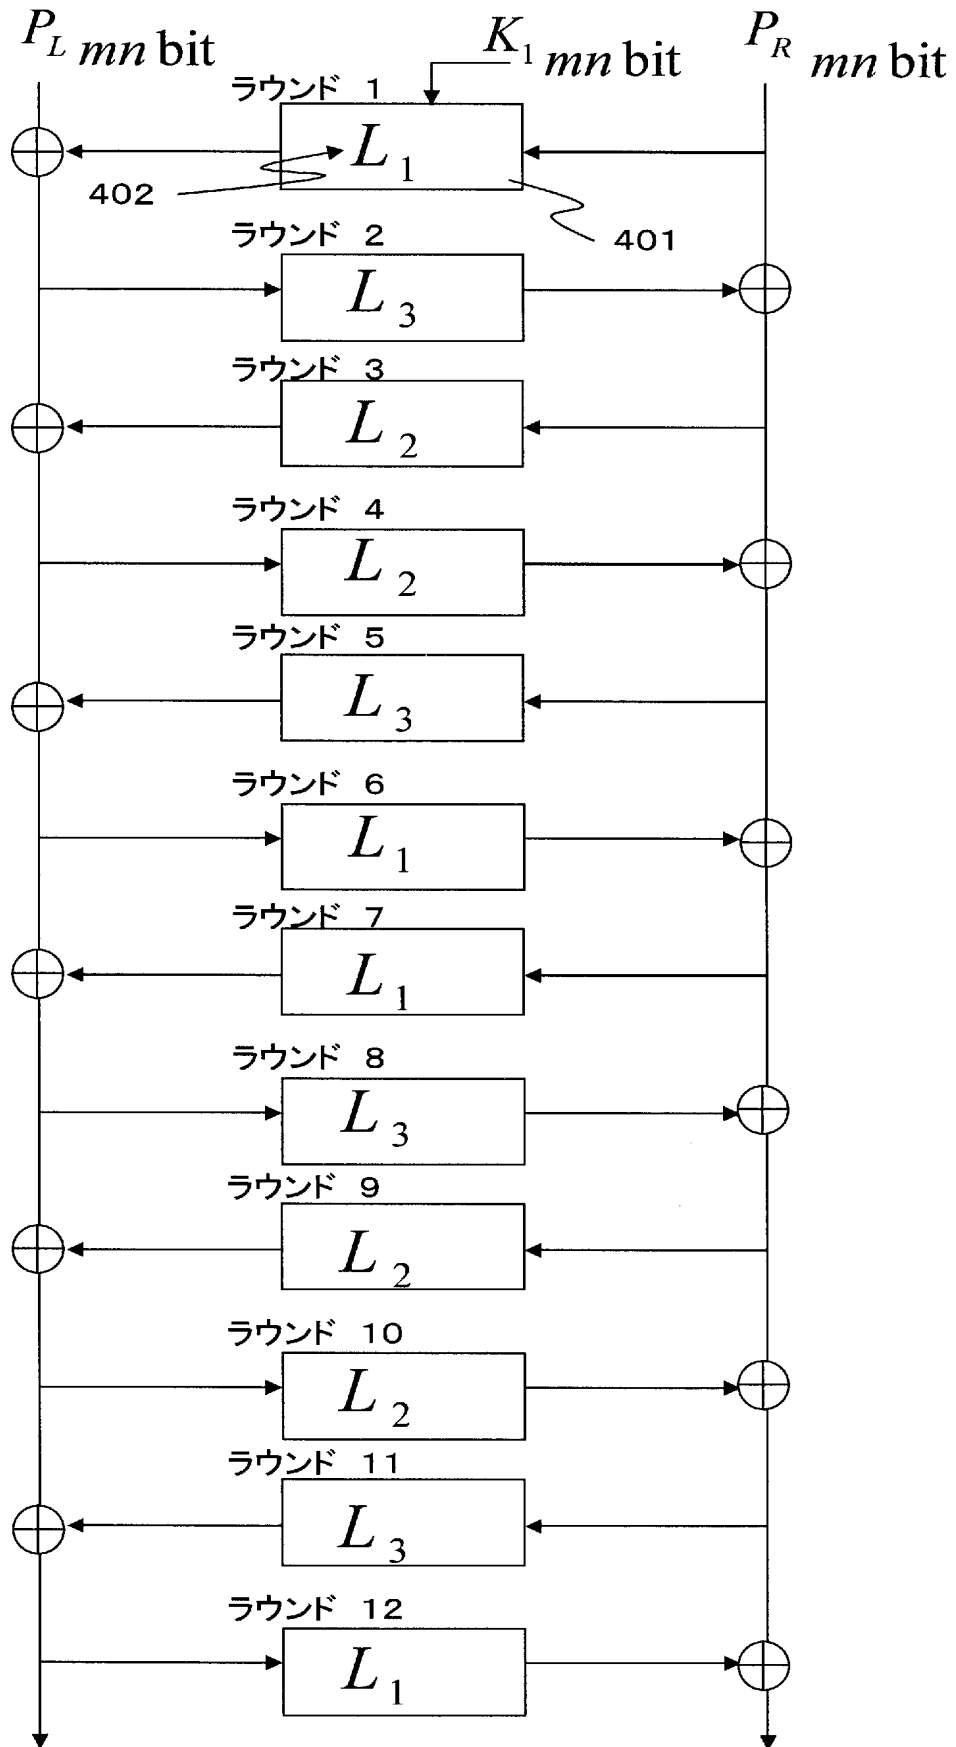 P_L mn bit
K_1 mn bit
P_R mn bit
ラウンド 1
L_1
402
401
ラウンド 2
L_3
ラウンド 3
L_2
ラウンド 4
L_2
ラウンド 5
L_3
ラウンド 6
L_1
ラウンド 7
L_1
ラウンド 8
L_3
ラウンド 9
L_2
ラウンド 10
L_2
ラウンド 11
L_3
ラウンド 12
L_1